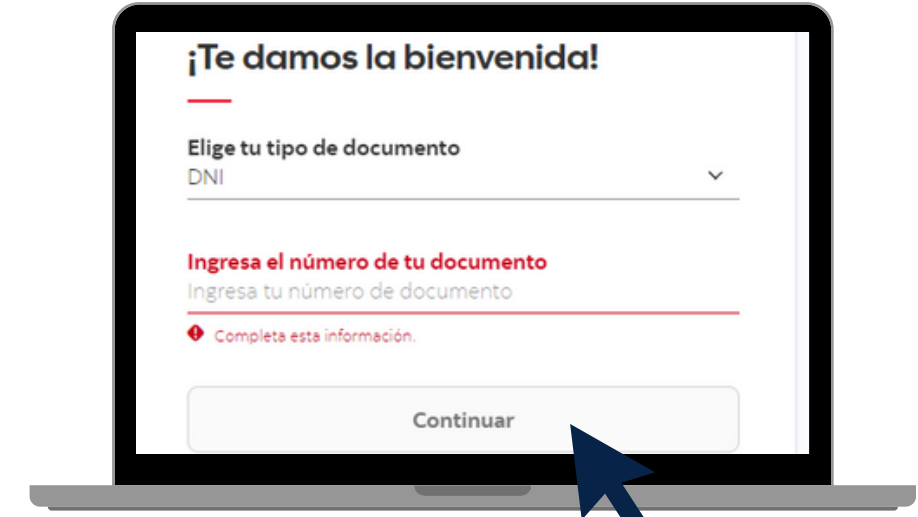 ¡Te damos la bienvenida!
Elige tu tipo de documento
DNI
Ingresa el número de tu documento
Ingresa tu número de documento
Completa esta información.
Continuar